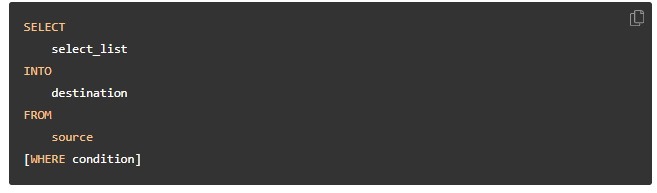 SELECT
select_list
INTO
destination
FROM
source
[WHERE condition]